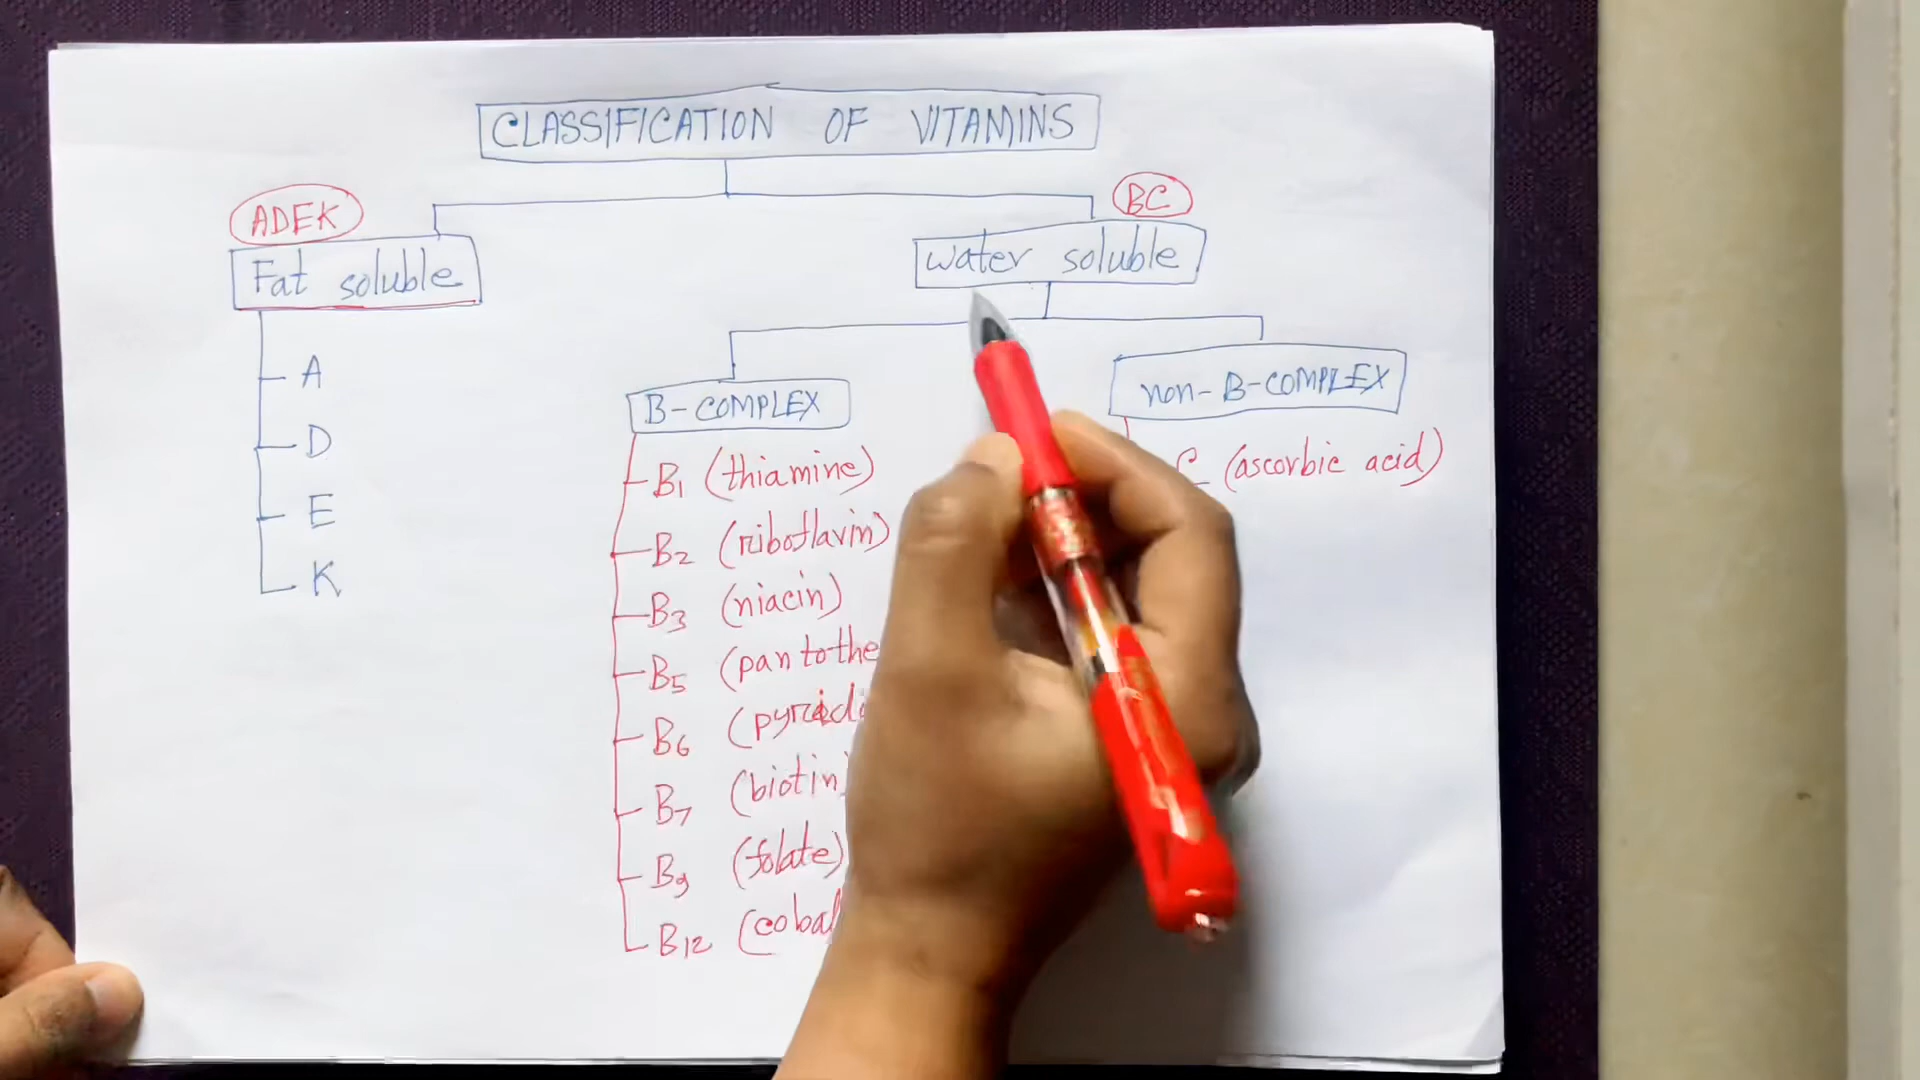 CLASSIFICATION OF VITAMINS
ADEK
Fat soluble
A
D
E
K
BC
water soluble
B-COMPLEX
B1 (thiamine)
B2 (riboflavin)
B3 (niacin)
B5
B6
B7 (biotin)
B9 (folate)
B12
non-B-COMPLEX
C (ascorbic acid)